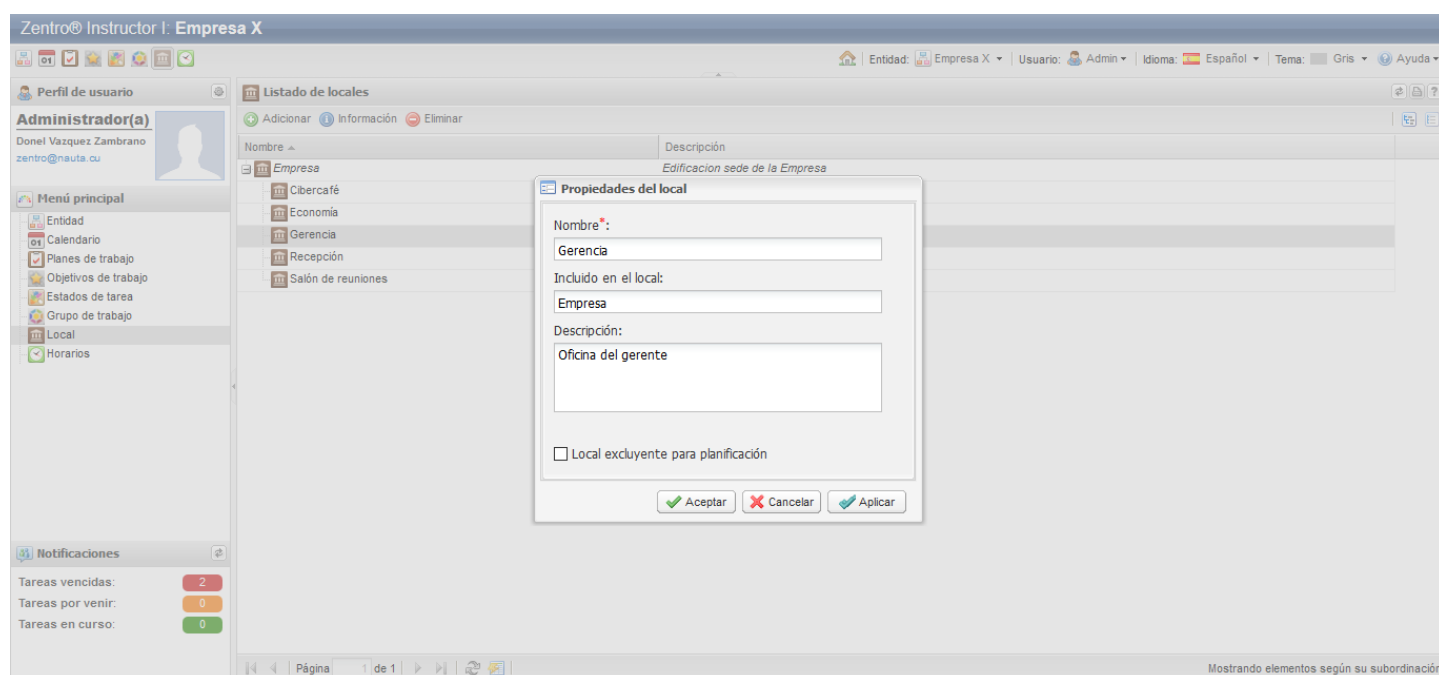 Zentro® Instructor I: Empresa X
01
Entidad: Empresa X Usuario: Admin Idioma: Español Tema: Gris Ayuda
Perfil de usuario
Administrador(a)
Donel Vazquez Zambrano
zentro@nauta.cu
Menú principal
Entidad
01 Calendario
Planes de trabajo
Objetivos de trabajo
Estados de tarea
Grupo de trabajo
Local
Horarios
Notificaciones
Tareas vencidas: 2
Tareas por venir: 0
Tareas en curso: 0
Listado de locales ?
Adicionar Información Eliminar
Nombre Descripción
Empresa Edificacion sede de la Empresa
Cibercafé
Economía
Gerencia
Recepción
Salón de reuniones
Propiedades del local
Nombre*:
Gerencia
Incluido en el local:
Empresa
Descripción:
Oficina del gerente
Local excluyente para planificación
Aceptar Cancelar Aplicar
Página 1 de 1 Mostrando elementos según su subordinación